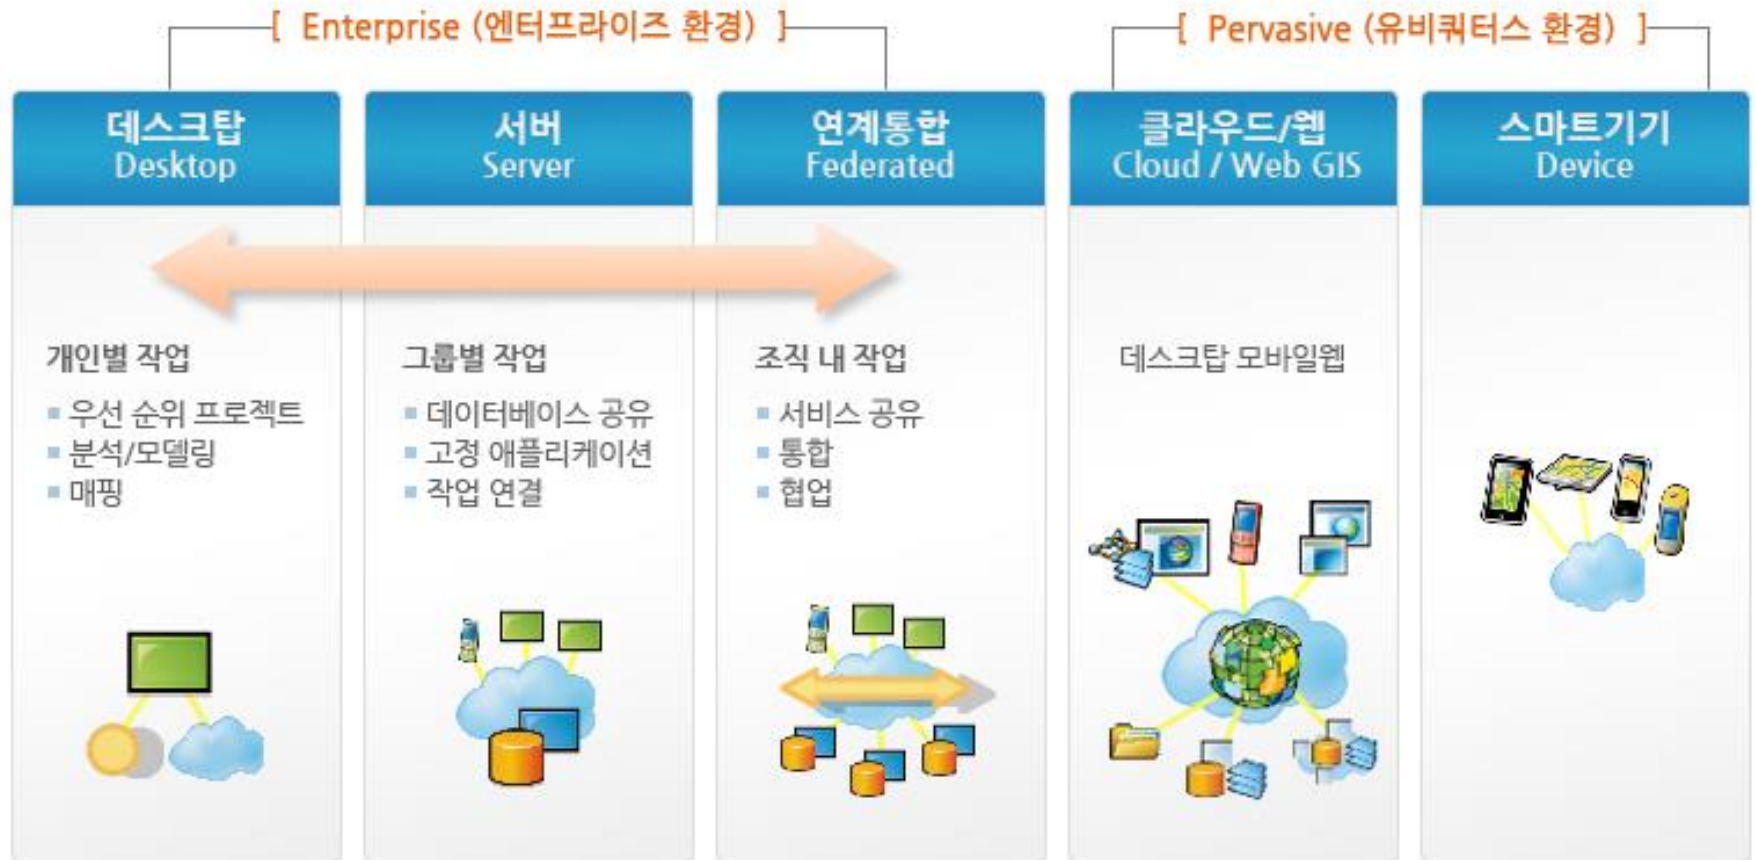 [ Enterprise (엔터프라이즈 환경) ]
[ Pervasive (유비쿼터스 환경) ]
데스크탑
Desktop
서버
Server
연계통합
Federated
클라우드/웹
Cloud / Web GIS
스마트기기
Device
개인별 작업
▪ 우선 순위 프로젝트
▪ 분석/모델링
▪ 매핑
그룹별 작업
▪ 데이터베이스 공유
▪ 고정 애플리케이션
▪ 작업 연결
조직 내 작업
▪ 서비스 공유
▪ 통합
▪ 협업
데스크탑 모바일웹